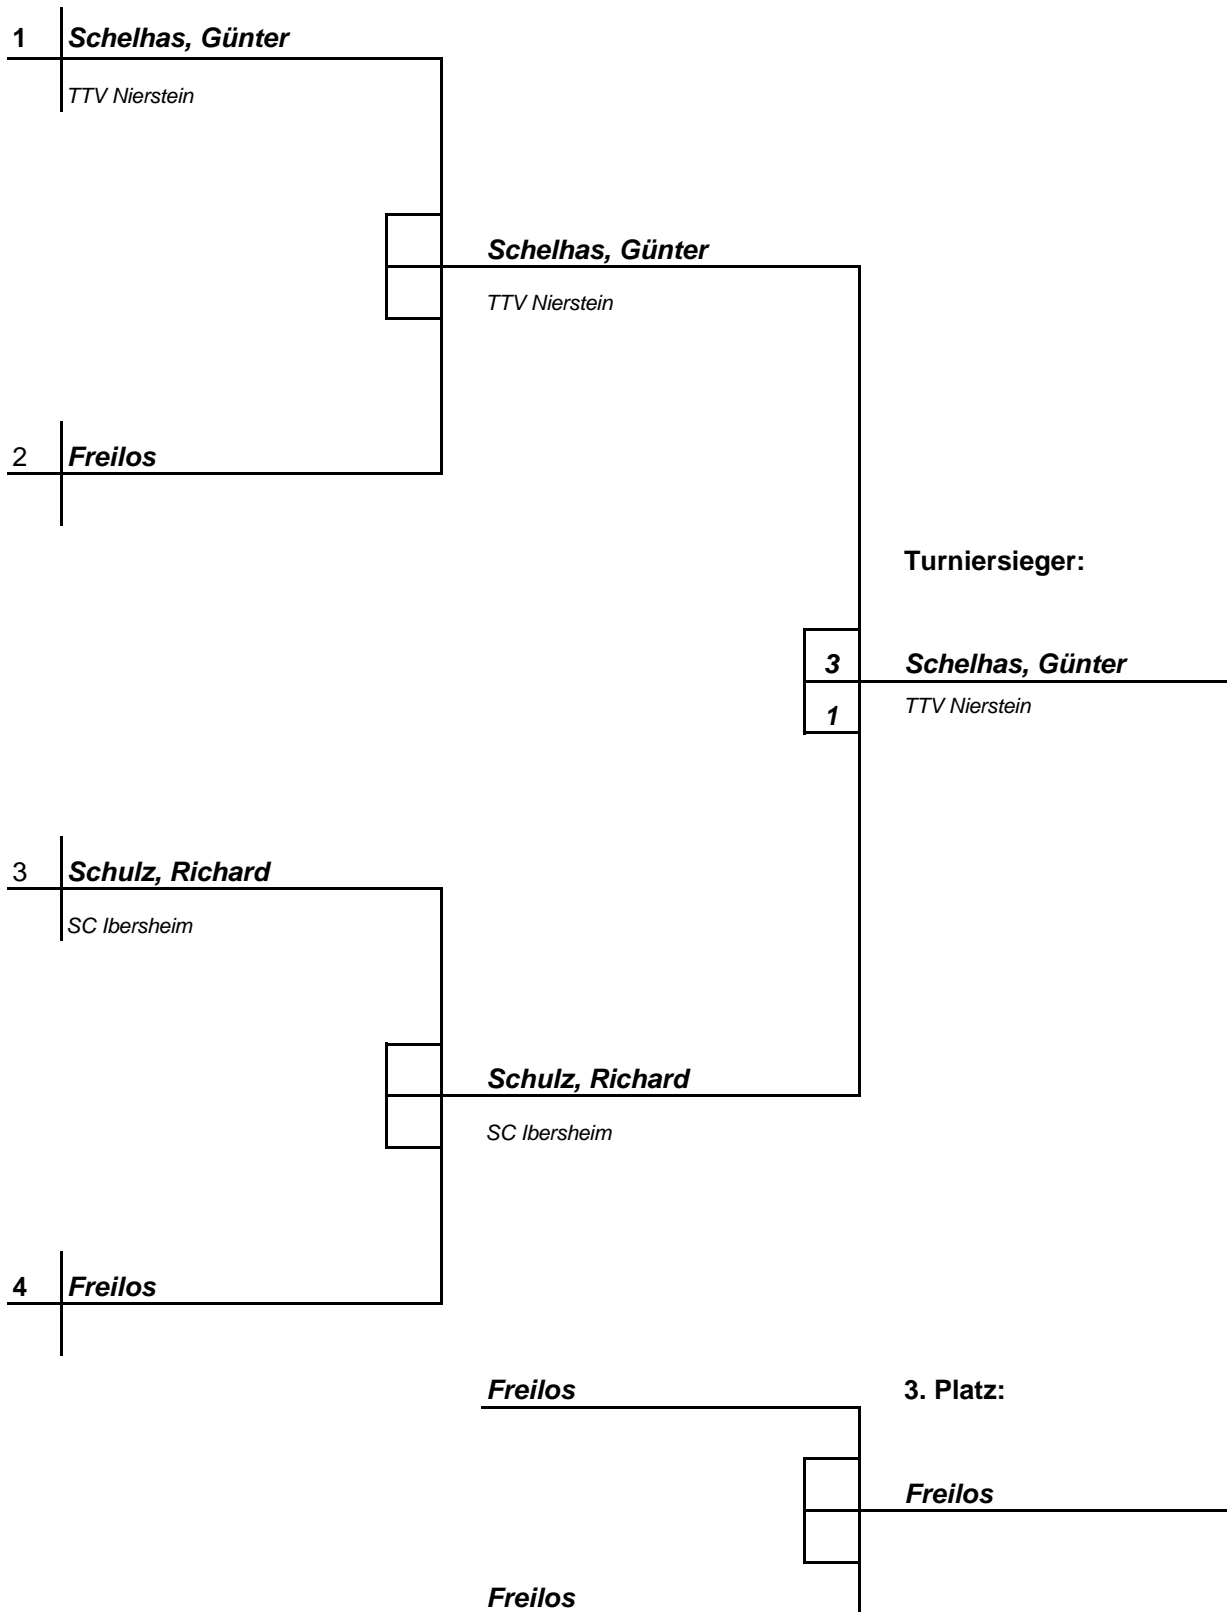 1 Schelhas, Günter
TTV Nierstein
Schelhas, Günter
TTV Nierstein
2 Freilos
Turniersieger:
3 Schelhas, Günter
1 TTV Nierstein
3 Schulz, Richard
SC Ibersheim
Schulz, Richard
SC Ibersheim
4 Freilos
Freilos 3. Platz:
Freilos
Freilos